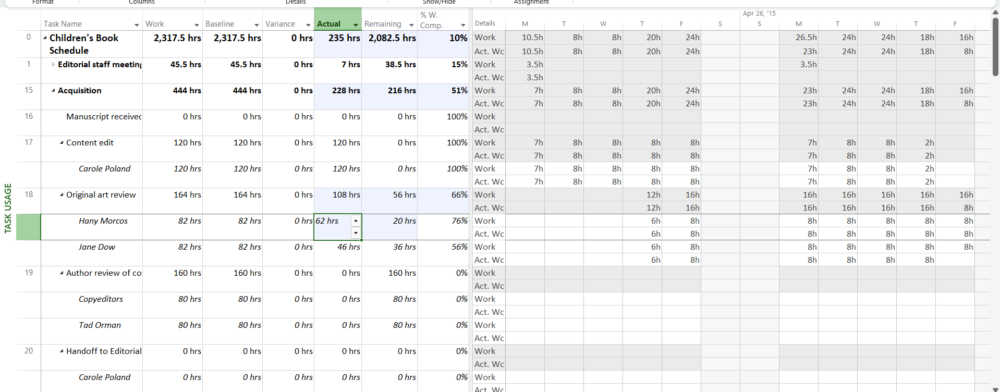 Format Columns Details Show/Hide Assignment
Task Name Work Baseline Variance Actual Remaining % W. Comp. Details M T W T F S S M T W T F
Apr 26, '15
0 Children's Book Schedule 2,317.5 hrs 2,317.5 hrs 0 hrs 235 hrs 2,082.5 hrs 10% Work 10.5h 8h 8h 20h 24h 26.5h 24h 24h 18h 16h
Act. Wc 10.5h 8h 8h 20h 24h 23h 24h 24h 18h 8h
1 Editorial staff meeting 45.5 hrs 45.5 hrs 0 hrs 7 hrs 38.5 hrs 15% Work 3.5h 3.5h
Act. Wc 3.5h
15 Acquisition 444 hrs 444 hrs 0 hrs 228 hrs 216 hrs 51% Work 7h 8h 8h 20h 24h 23h 24h 24h 18h 16h
Act. Wc 7h 8h 8h 20h 24h 23h 24h 24h 18h 8h
16 Manuscript received 0 hrs 0 hrs 0 hrs 0 hrs 0 hrs 100% Work
Act. Wc
17 Content edit 120 hrs 120 hrs 0 hrs 120 hrs 0 hrs 100% Work 7h 8h 8h 8h 8h 7h 8h 8h 2h
Act. Wc 7h 8h 8h 8h 8h 7h 8h 8h 2h
Carole Poland 120 hrs 120 hrs 0 hrs 120 hrs 0 hrs 100% Work 7h 8h 8h 8h 8h 7h 8h 8h 2h
Act. Wc 7h 8h 8h 8h 8h 7h 8h 8h 2h
18 Original art review 164 hrs 164 hrs 0 hrs 108 hrs 56 hrs 66% Work 12h 16h 16h 16h 16h 16h 16h
Act. Wc 12h 16h 16h 16h 16h 16h 8h
Hany Morcos 82 hrs 82 hrs 0 hrs 62 hrs 20 hrs 76% Work 6h 8h 8h 8h 8h 8h 8h
Act. Wc 6h 8h 8h 8h 8h 8h 8h
Jane Dow 82 hrs 82 hrs 0 hrs 46 hrs 36 hrs 56% Work 6h 8h 8h 8h 8h 8h 8h
Act. Wc 6h 8h 8h 8h 8h 8h
19 Author review of co 160 hrs 160 hrs 0 hrs 0 hrs 160 hrs 0% Work
Act. Wc
Copyeditors 80 hrs 80 hrs 0 hrs 0 hrs 80 hrs 0% Work
Act. Wc
Tad Orman 80 hrs 80 hrs 0 hrs 0 hrs 80 hrs 0% Work
Act. Wc
20 Handoff to Editorial 0 hrs 0 hrs 0 hrs 0 hrs 0 hrs 0% Work
Act. Wc
Carole Poland 0 hrs 0 hrs 0 hrs 0 hrs 0 hrs 0% Work
Act. Wc
TASK USAGE